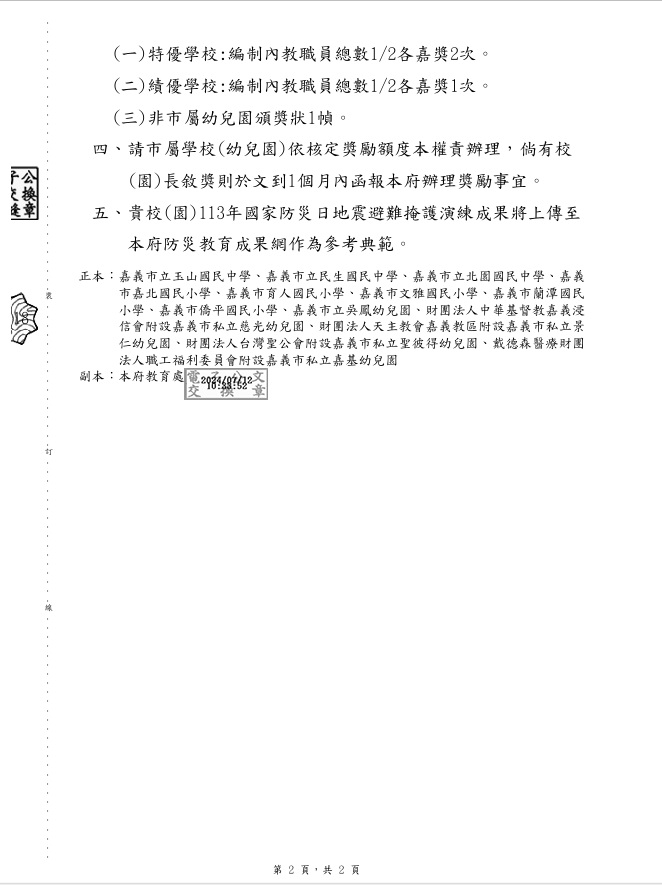 (一)特優學校:編制內教職員總數1/2各嘉獎2次。
(二)績優學校:編制內教職員總數1/2各嘉獎1次。
(三)非市屬幼兒園頒獎狀1幀。
四、請市屬學校(幼兒園)依核定獎勵額度本權責辦理，倘有校
(園)長敘獎則於文到1個月內函報本府辦理獎勵事宜。
五、貴校(園)113年國家防災日地震避難掩護演練成果將上傳至
本府防災教育成果網作為參考典範。
正本：嘉義市立玉山國民中學、嘉義市立民生國民中學、嘉義市立北園國民中學、嘉義
市嘉北國民小學、嘉義市育人國民小學、嘉義市文雅國民小學、嘉義市蘭潭國民
小學、嘉義市僑平國民小學、嘉義市立吳鳳幼兒園、財團法人中華基督教嘉義浸
信會附設嘉義市私立慈光幼兒園、財團法人天主教會嘉義教區附設嘉義市私立景
仁幼兒園、財團法人台灣聖公會附設嘉義市私立聖彼得幼兒園、戴德森醫療財團
法人職工福利委員會附設嘉義市私立嘉基幼兒園
副本：本府教育處
電子公文
2024/07/12
10:33:52
交換章
公換章
裝
訂
線
第 2 頁，共 2 頁